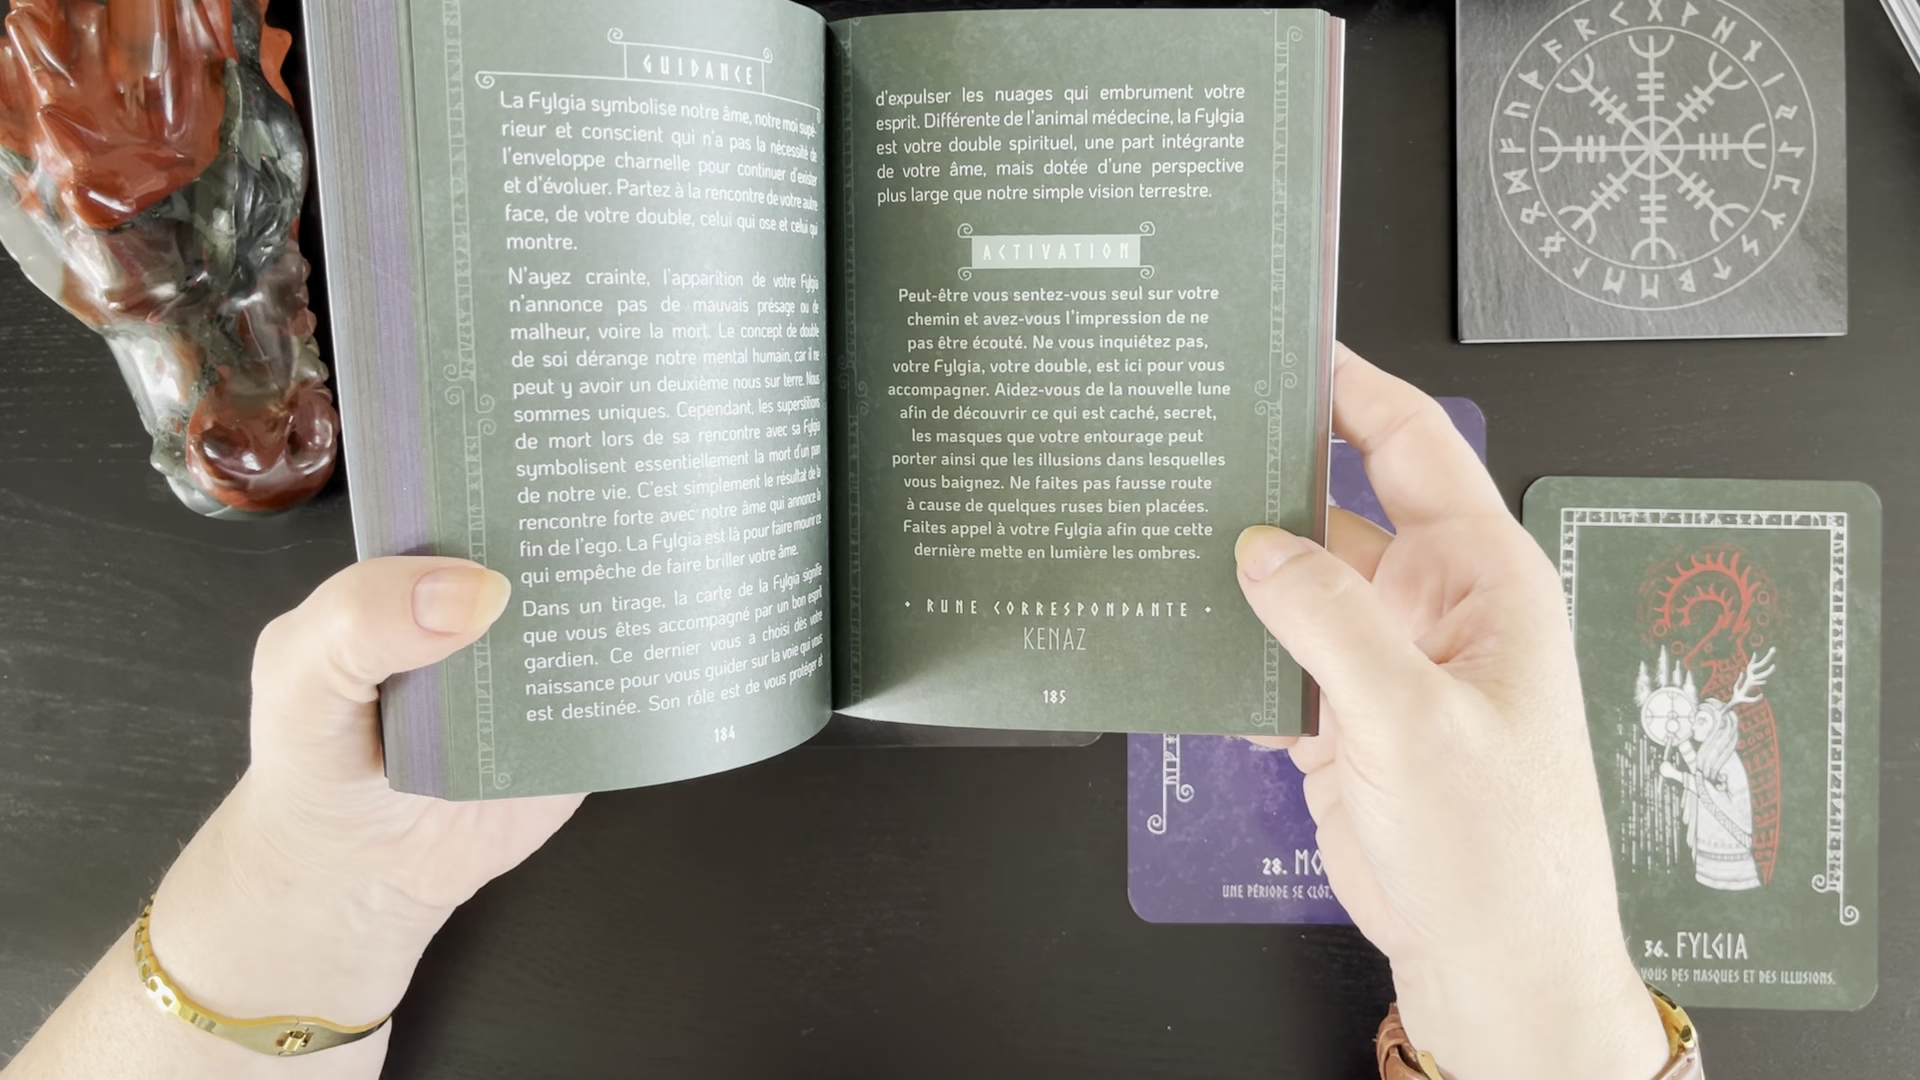 GUIDANCE
La Fylgia symbolise notre âme, notre moi supé-
rieur et conscient qui n'a pas la nécessité de
l'enveloppe charnelle pour continuer d'exister
et d'évoluer. Partez à la rencontre de votre autre
face, de votre double, celui qui ose et celui qui
montre.
N'ayez crainte, l'apparition de votre Fylgia
n'annonce pas de mauvais présage ou de
malheur, voire la mort. Le concept de double
de soi dérange notre mental humain, car il ne
peut y avoir un deuxième nous sur terre. Nous
sommes uniques. Cependant, les superstitions
de mort lors de sa rencontre avec sa Fylgia
symbolisent essentiellement la mort d'un pan
de notre vie. C'est simplement le résultat de la
rencontre forte avec notre âme qui annonce la
fin de l'ego. La Fylgia est là pour faire mourir ce
qui empêche de faire briller votre âme.
Dans un tirage, la carte de la Fylgia signifie
que vous êtes accompagné par un bon esprit
gardien. Ce dernier vous a choisi dès votre
naissance pour vous guider sur la voie qui vous
est destinée. Son rôle est de vous protéger et
184
d'expulser les nuages qui embrument votre
esprit. Différente de l'animal médecine, la Fylgia
est votre double spirituel, une part intégrante
de votre âme, mais dotée d'une perspective
plus large que notre simple vision terrestre.
ACTIVATION
Peut-être vous sentez-vous seul sur votre
chemin et avez-vous l'impression de ne
pas être écouté. Ne vous inquiétez pas,
votre Fylgia, votre double, est ici pour vous
accompagner. Aidez-vous de la nouvelle lune
afin de découvrir ce qui est caché, secret,
les masques que votre entourage peut
porter ainsi que les illusions dans lesquelles
vous baignez. Ne faites pas fausse route
à cause de quelques ruses bien placées.
Faites appel à votre Fylgia afin que cette
dernière mette en lumière les ombres.
• RUNE CORRESPONDANTE •
KENAZ
185
28. MO
UNE PÉRIODE SE CLÔT,
36. FYLGIA
VOUS DES MASQUES ET DES ILLUSIONS.